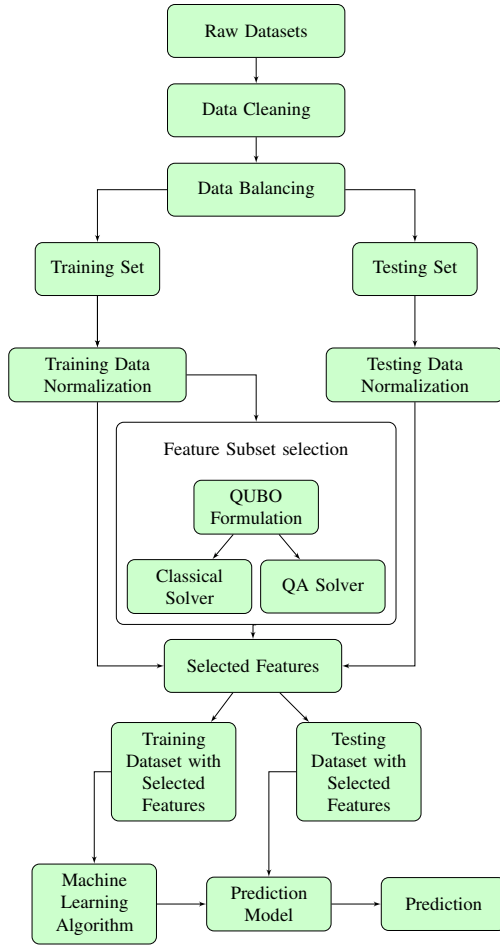 Raw Datasets
Data Cleaning
Data Balancing
Training Set
Testing Set
Training Data
Normalization
Testing Data
Normalization
Feature Subset selection
QUBO
Formulation
Classical
Solver
QA Solver
Selected Features
Training
Dataset with
Selected
Features
Testing
Dataset with
Selected
Features
Machine
Learning
Algorithm
Prediction
Model
Prediction